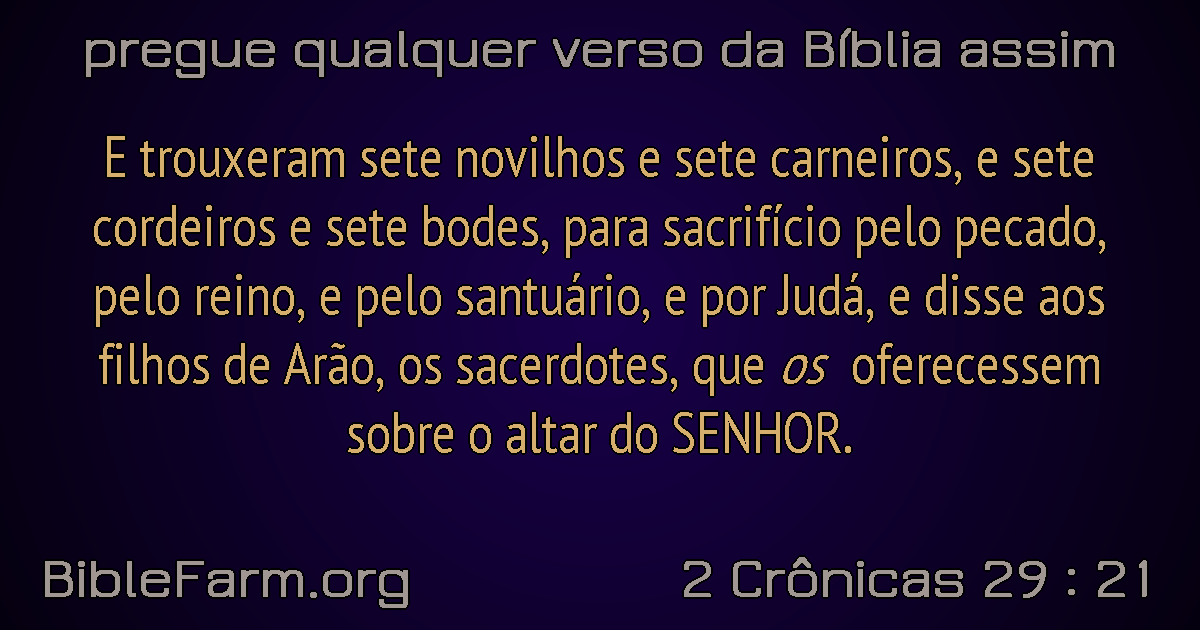 pregue qualquer verso da Bíblia assim
E trouxeram sete novilhos e sete carneiros, e sete
cordeiros e sete bodes, para sacrifício pelo pecado,
pelo reino, e pelo santuário, e por Judá, e disse aos
filhos de Arão, os sacerdotes, que os oferecessem
sobre o altar do SENHOR.
BibleFarm.org
2 Crônicas 29 : 21